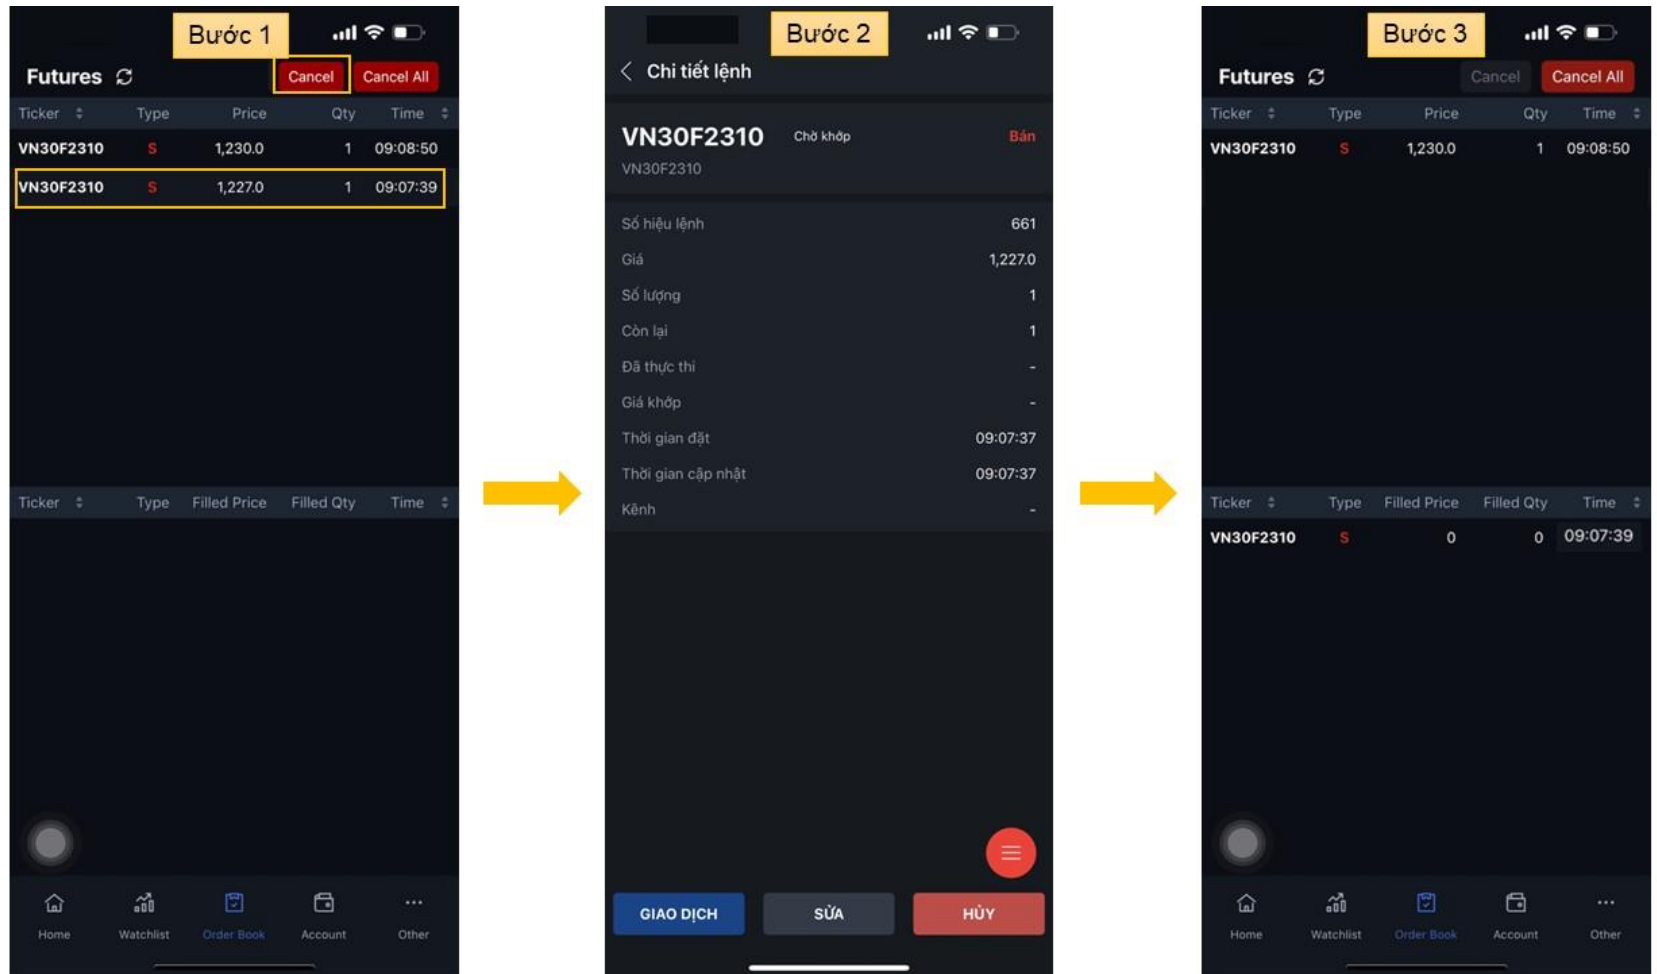 Bước 1
Futures Cancel Cancel All
Ticker Type Price Qty Time
VN30F2310 S 1,230.0 1 09:08:50
VN30F2310 S 1,227.0 1 09:07:39
Ticker Type Filled Price Filled Qty Time
Home Watchlist Order Book Account Other
Bước 2
Chi tiết lệnh
VN30F2310 Chờ khớp Bán
VN30F2310
Số hiệu lệnh 661
Giá 1,227.0
Số lượng 1
Còn lại 1
Đã thực thi -
Giá khớp -
Thời gian đặt 09:07:37
Thời gian cập nhật 09:07:37
Kênh -
GIAO DỊCH SỬA HỦY
Bước 3
Futures Cancel Cancel All
Ticker Type Price Qty Time
VN30F2310 S 1,230.0 1 09:08:50
Ticker Type Filled Price Filled Qty Time
VN30F2310 S 0 0 09:07:39
Home Watchlist Order Book Account Other